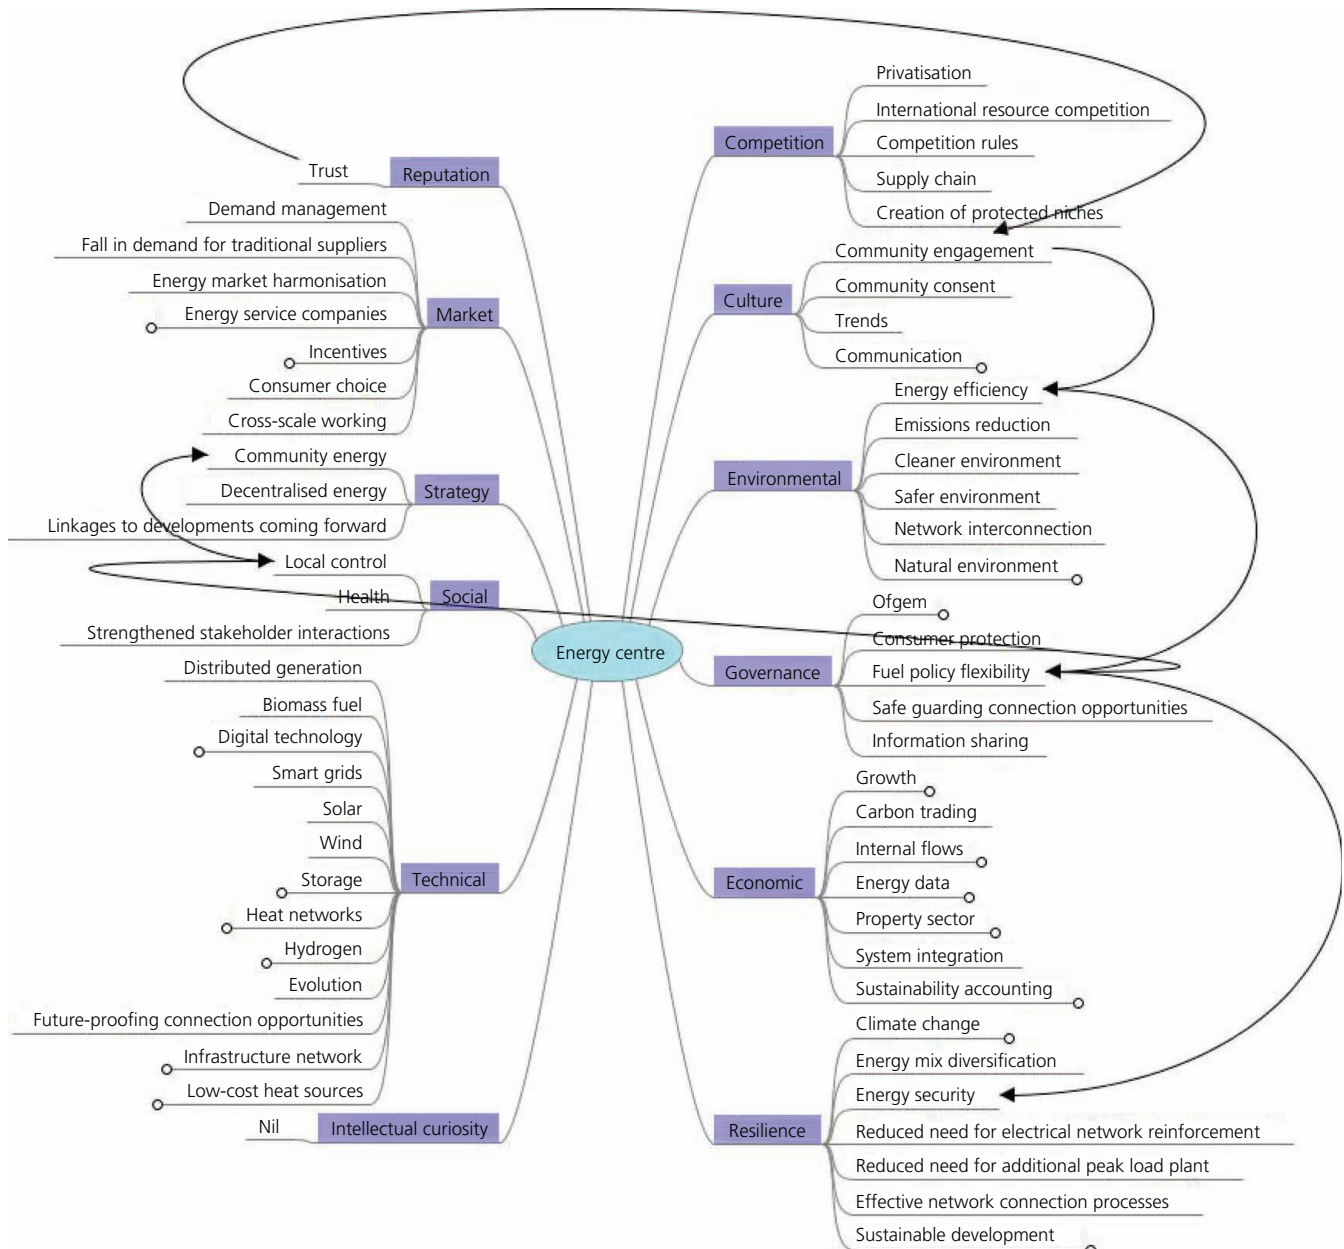 Energy centre
Reputation
Trust
Market
Demand management
Fall in demand for traditional suppliers
Energy market harmonisation
Energy service companies
Incentives
Consumer choice
Cross-scale working
Strategy
Community energy
Decentralised energy
Linkages to developments coming forward
Social
Local control
Health
Strengthened stakeholder interactions
Technical
Distributed generation
Biomass fuel
Digital technology
Smart grids
Solar
Wind
Storage
Heat networks
Hydrogen
Evolution
Future-proofing connection opportunities
Infrastructure network
Low-cost heat sources
Intellectual curiosity
Nil
Competition
Privatisation
International resource competition
Competition rules
Supply chain
Creation of protected niches
Culture
Community engagement
Community consent
Trends
Communication
Environmental
Energy efficiency
Emissions reduction
Cleaner environment
Safer environment
Network interconnection
Natural environment
Governance
Ofgem
Consumer protection
Fuel policy flexibility
Safe guarding connection opportunities
Information sharing
Economic
Growth
Carbon trading
Internal flows
Energy data
Property sector
System integration
Sustainability accounting
Resilience
Climate change
Energy mix diversification
Energy security
Reduced need for electrical network reinforcement
Reduced need for additional peak load plant
Effective network connection processes
Sustainable development